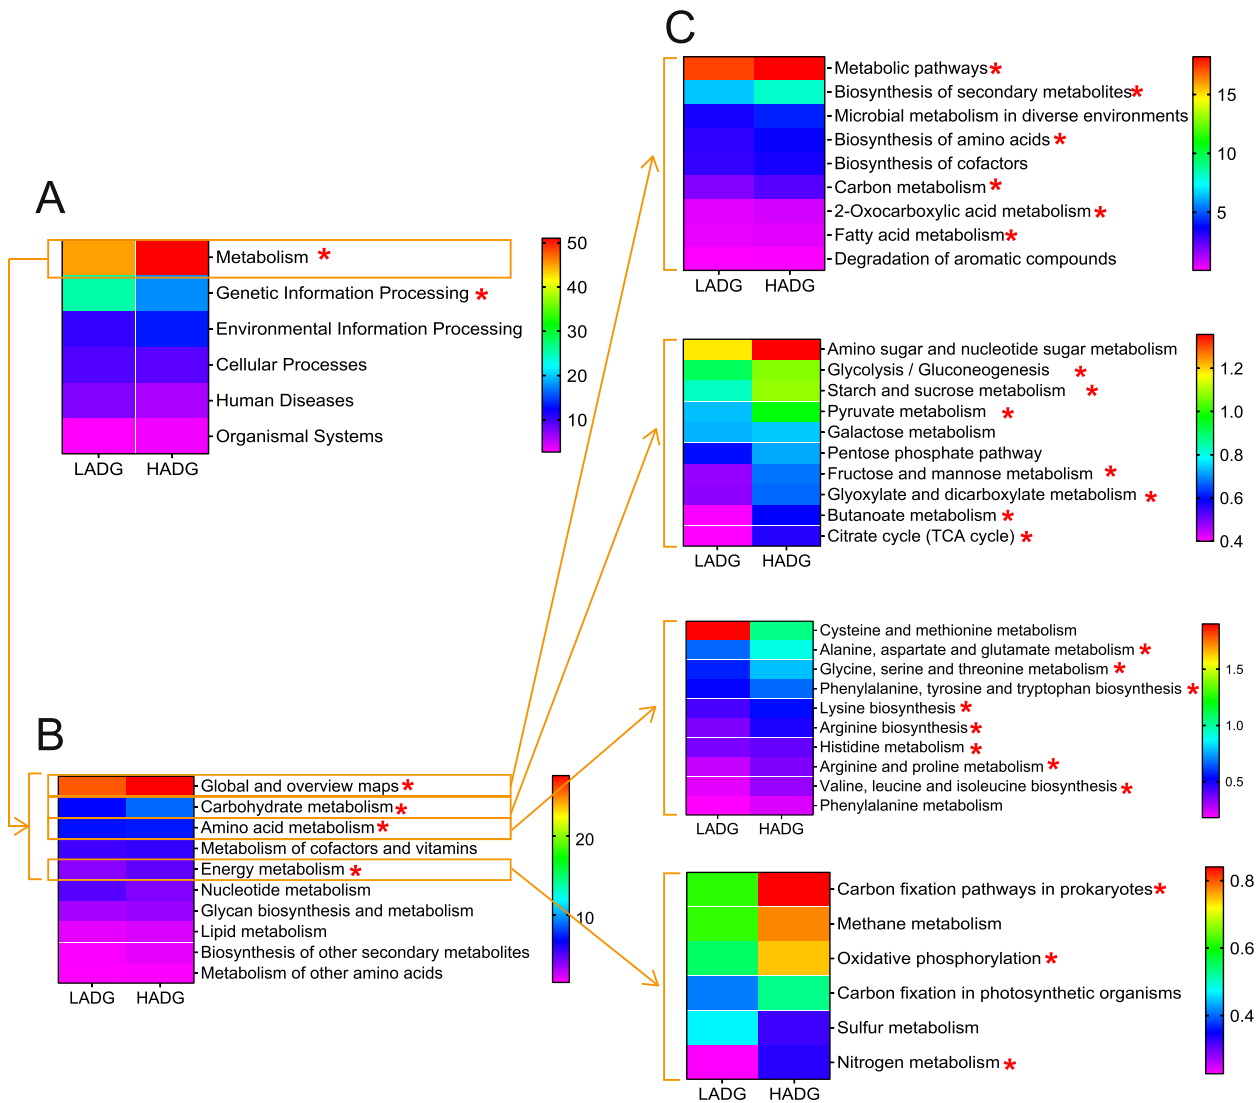 A
Metabolism *
Genetic Information Processing *
Environmental Information Processing
Cellular Processes
Human Diseases
Organismal Systems
LADG HADG
50
40
30
20
10
B
Global and overview maps *
Carbohydrate metabolism *
Amino acid metabolism *
Metabolism of cofactors and vitamins
Energy metabolism *
Nucleotide metabolism
Glycan biosynthesis and metabolism
Lipid metabolism
Biosynthesis of other secondary metabolites
Metabolism of other amino acids
LADG HADG
20
10
C
Metabolic pathways *
Biosynthesis of secondary metabolites *
Microbial metabolism in diverse environments
Biosynthesis of amino acids *
Biosynthesis of cofactors
Carbon metabolism *
2-Oxocarboxylic acid metabolism *
Fatty acid metabolism *
Degradation of aromatic compounds
LADG HADG
15
10
5
Amino sugar and nucleotide sugar metabolism
Glycolysis / Gluconeogenesis *
Starch and sucrose metabolism *
Pyruvate metabolism *
Galactose metabolism
Pentose phosphate pathway
Fructose and mannose metabolism *
Glyoxylate and dicarboxylate metabolism *
Butanoate metabolism *
Citrate cycle (TCA cycle) *
LADG HADG
1.2
1.0
0.8
0.6
0.4
Cysteine and methionine metabolism
Alanine, aspartate and glutamate metabolism *
Glycine, serine and threonine metabolism *
Phenylalanine, tyrosine and tryptophan biosynthesis *
Lysine biosynthesis *
Arginine biosynthesis *
Histidine metabolism *
Arginine and proline metabolism *
Valine, leucine and isoleucine biosynthesis *
Phenylalanine metabolism
LADG HADG
1.5
1.0
0.5
Carbon fixation pathways in prokaryotes *
Methane metabolism
Oxidative phosphorylation *
Carbon fixation in photosynthetic organisms
Sulfur metabolism
Nitrogen metabolism *
LADG HADG
0.8
0.6
0.4